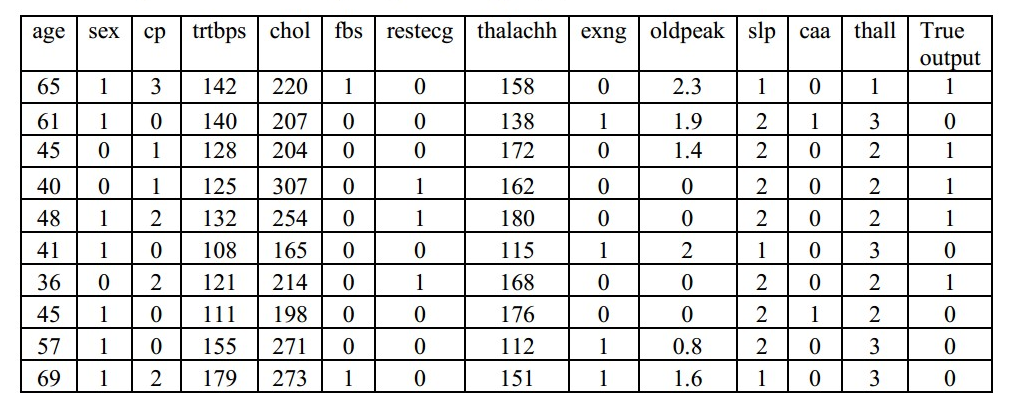 age sex cp trtbps chol fbs restecg thalachh exng oldpeak slp caa thall True output
65 1 3 142 220 1 0 158 0 2.3 1 0 1 1
61 1 0 140 207 0 0 138 1 1.9 2 1 3 0
45 0 1 128 204 0 0 172 0 1.4 2 0 2 1
40 0 1 125 307 0 1 162 0 0 2 0 2 1
48 1 2 132 254 0 1 180 0 0 2 0 2 1
41 1 0 108 165 0 0 115 1 2 1 0 3 0
36 0 2 121 214 0 1 168 0 0 2 0 2 1
45 1 0 111 198 0 0 176 0 0 2 1 2 0
57 1 0 155 271 0 0 112 1 0.8 2 0 3 0
69 1 2 179 273 1 0 151 1 1.6 1 0 3 0